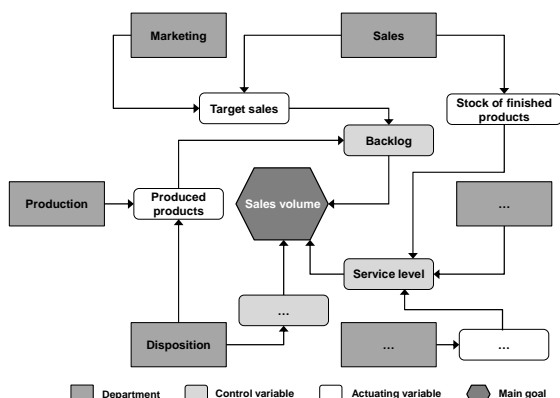 Marketing
Sales
Target sales
Stock of finished
products
Backlog
Production
Produced
products
Sales volume
...
Service level
...
Disposition
...
...
Department
Control variable
Actuating variable
Main goal